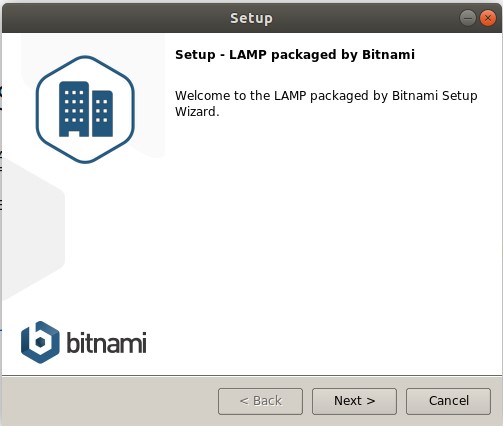 Setup
Setup - LAMP packaged by Bitnami
Welcome to the LAMP packaged by Bitnami Setup
Wizard.
bitnami
< Back
Next >
Cancel